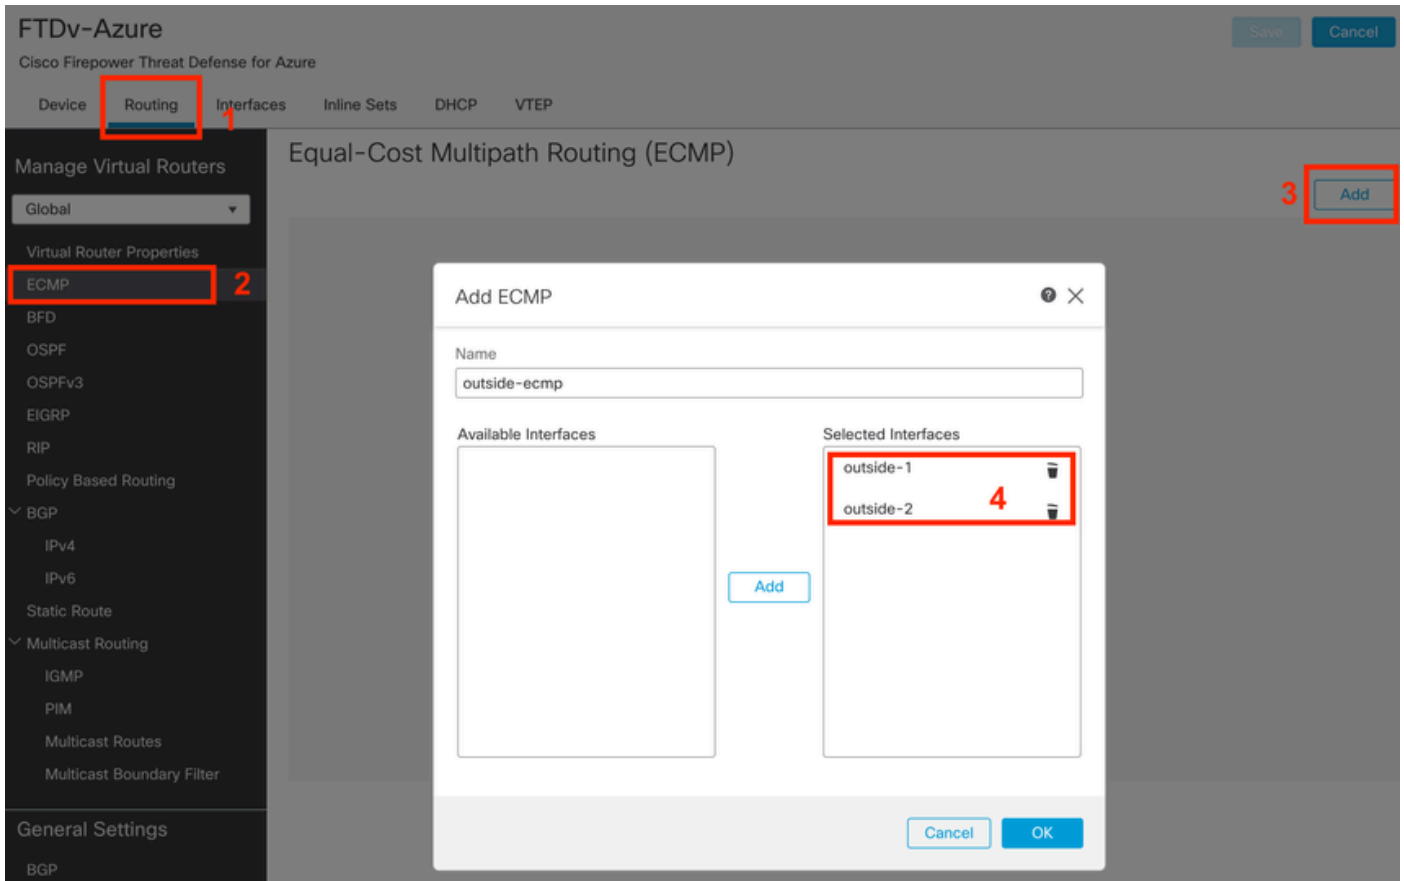 FTDv-Azure
Save
Cancel
Cisco Firepower Threat Defense for Azure
Device
Routing
Interfaces
Inline Sets
DHCP
VTEP
1
Manage Virtual Routers
Global
Virtual Router Properties
ECMP
2
BFD
OSPF
OSPFv3
EIGRP
RIP
Policy Based Routing
BGP
IPv4
IPv6
Static Route
Multicast Routing
IGMP
PIM
Multicast Routes
Multicast Boundary Filter
General Settings
BGP
Equal-Cost Multipath Routing (ECMP)
3
Add
Add ECMP
?
Name
outside-ecmp
Available Interfaces
Selected Interfaces
outside-1
outside-2
4
Add
Cancel
OK